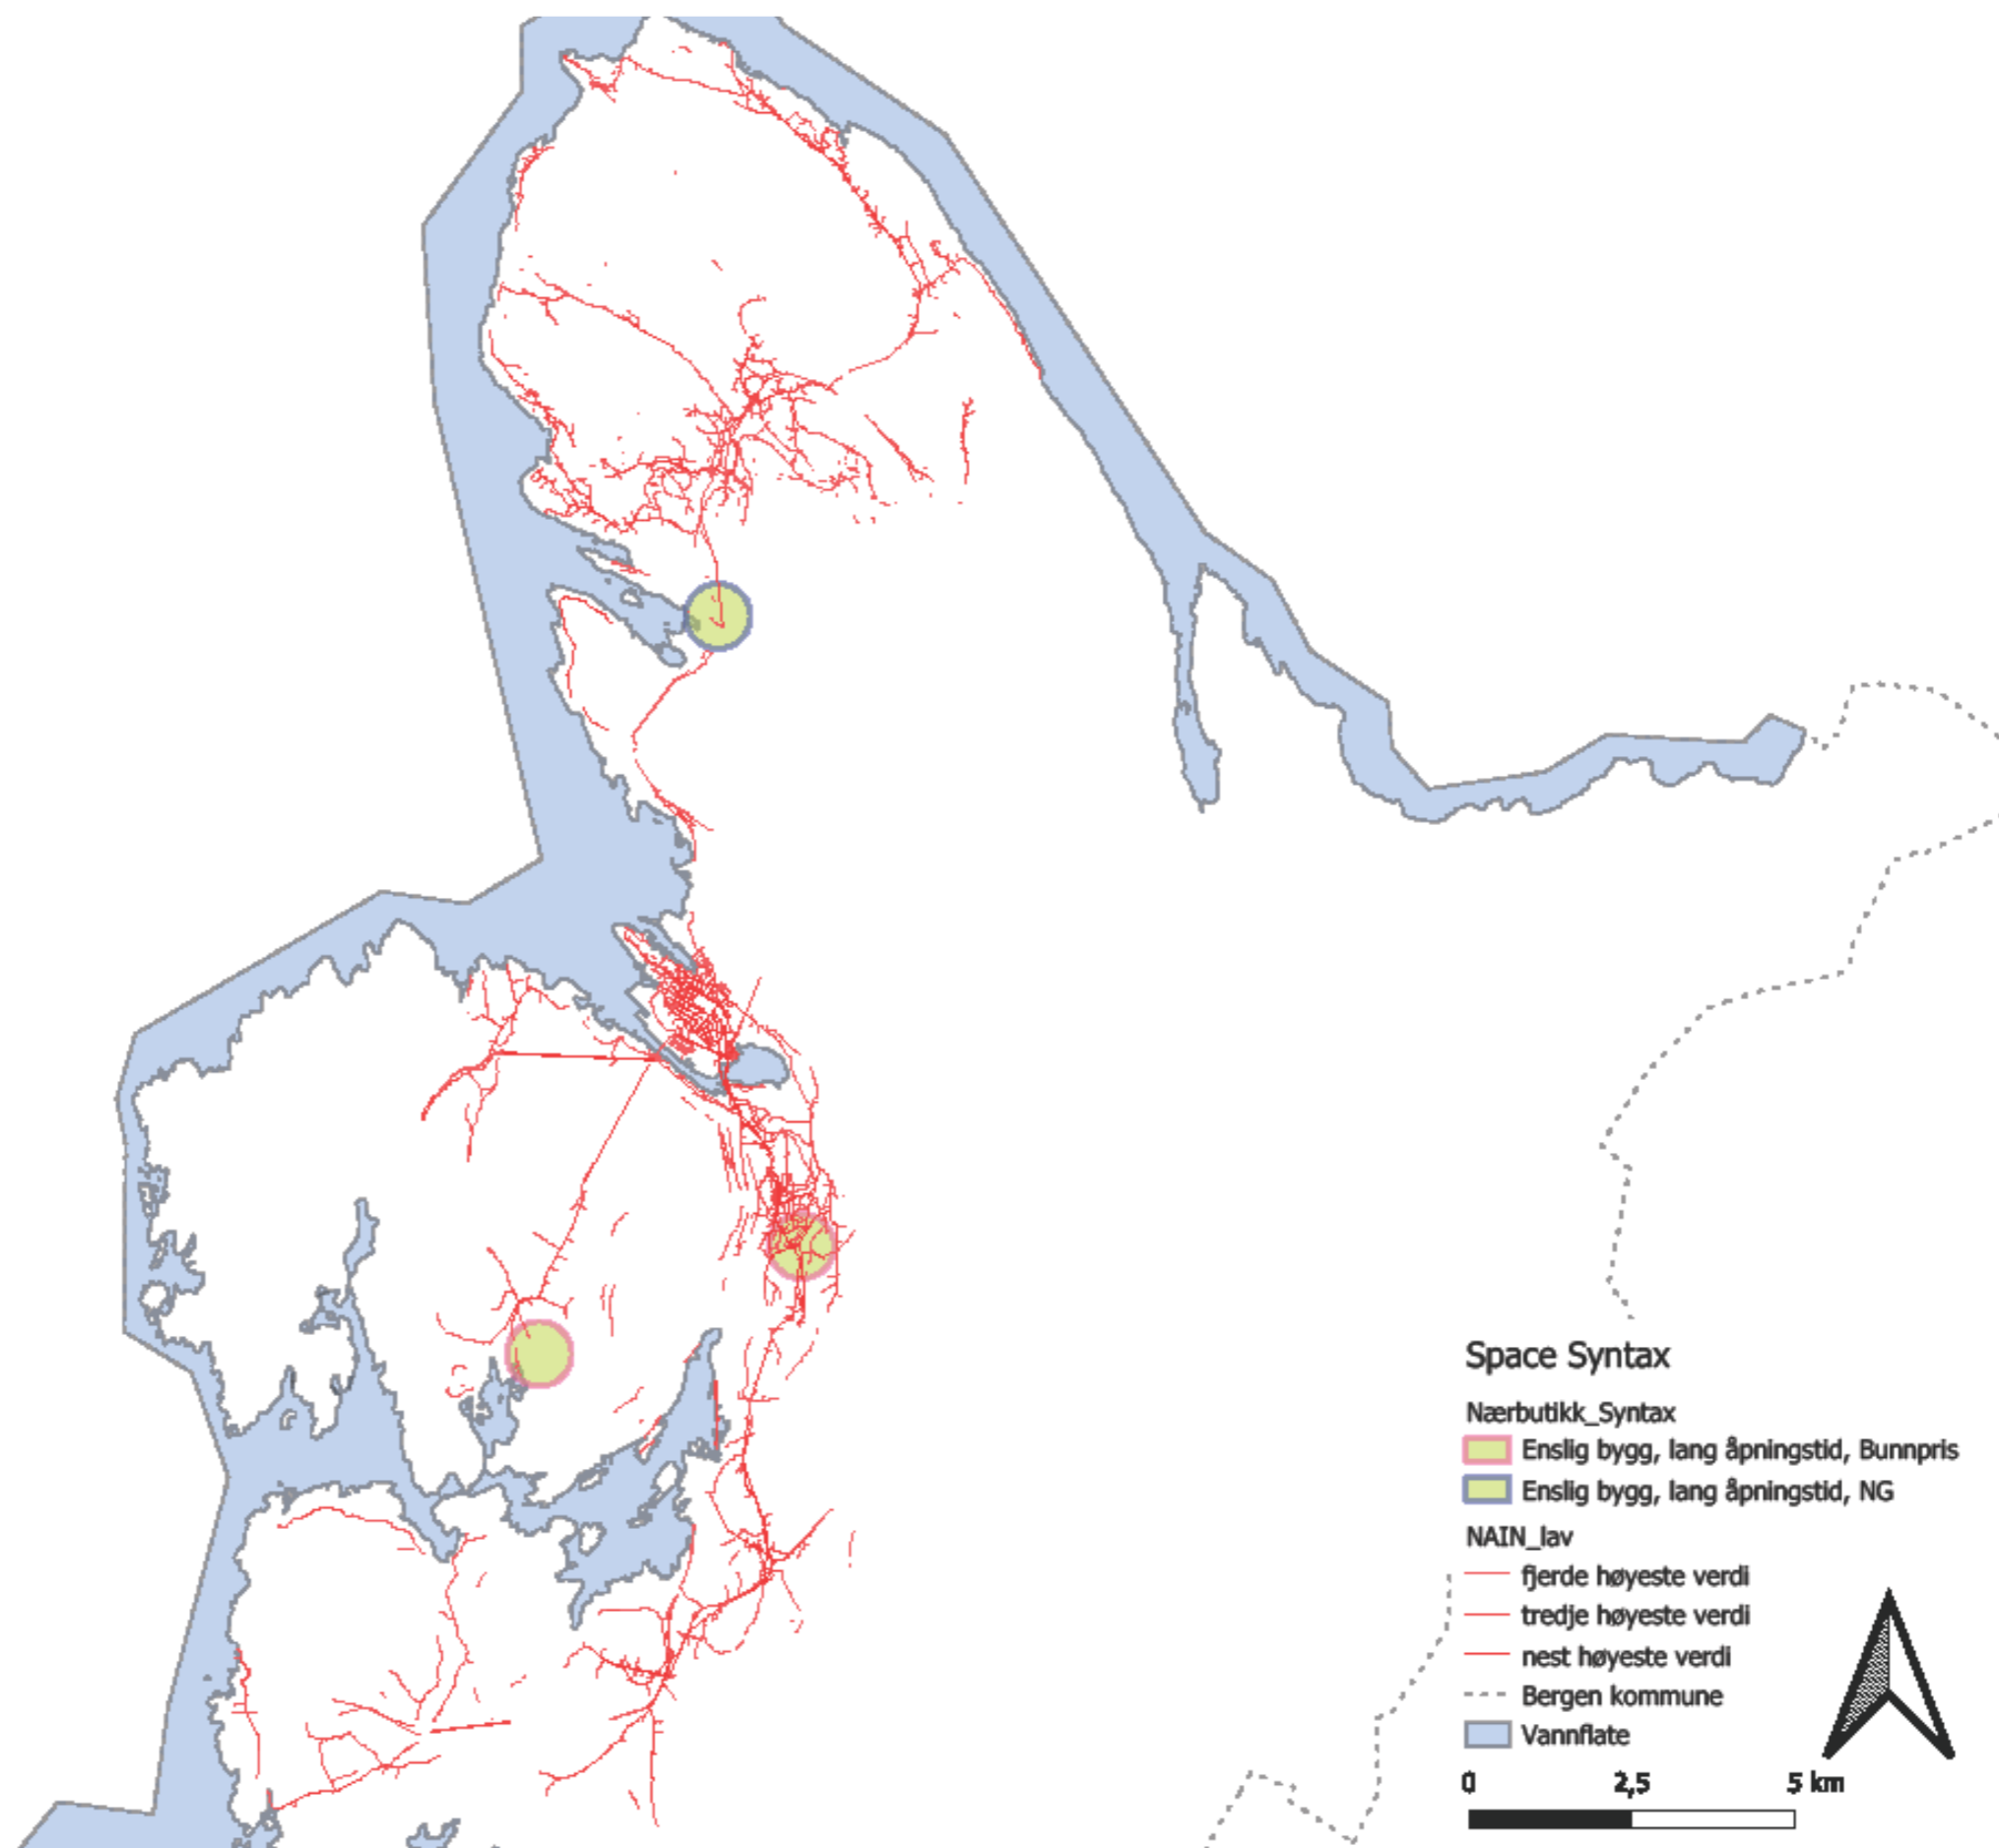 Space Syntax
Nærbutikk_Syntax
Enslig bygg, lang åpningstid, Bunnpris
Enslig bygg, lang åpningstid, NG
NAIN_lav
fjerde høyeste verdi
tredje høyeste verdi
nest høyeste verdi
Bergen kommune
Vannflate
0 2,5 5 km